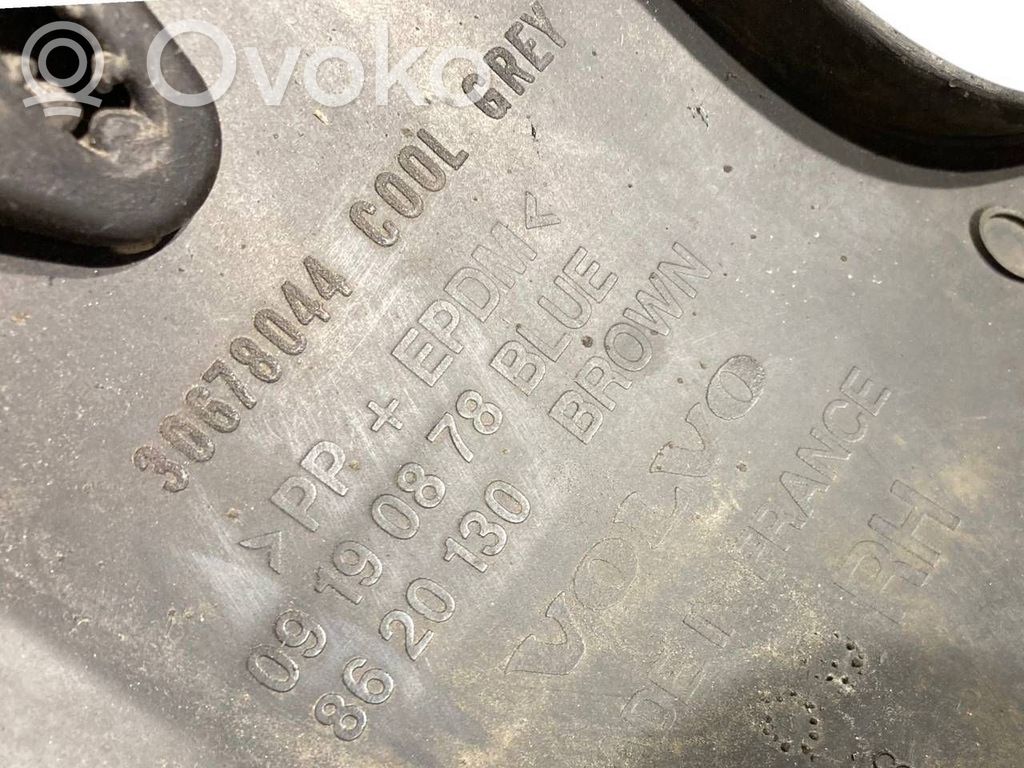 Ovoko
30678044 COOL GREY
>PP + EPDM<
09 19 08 78 BLUE
86 20 130 BROWN
VOLVO
FRANCE
RH